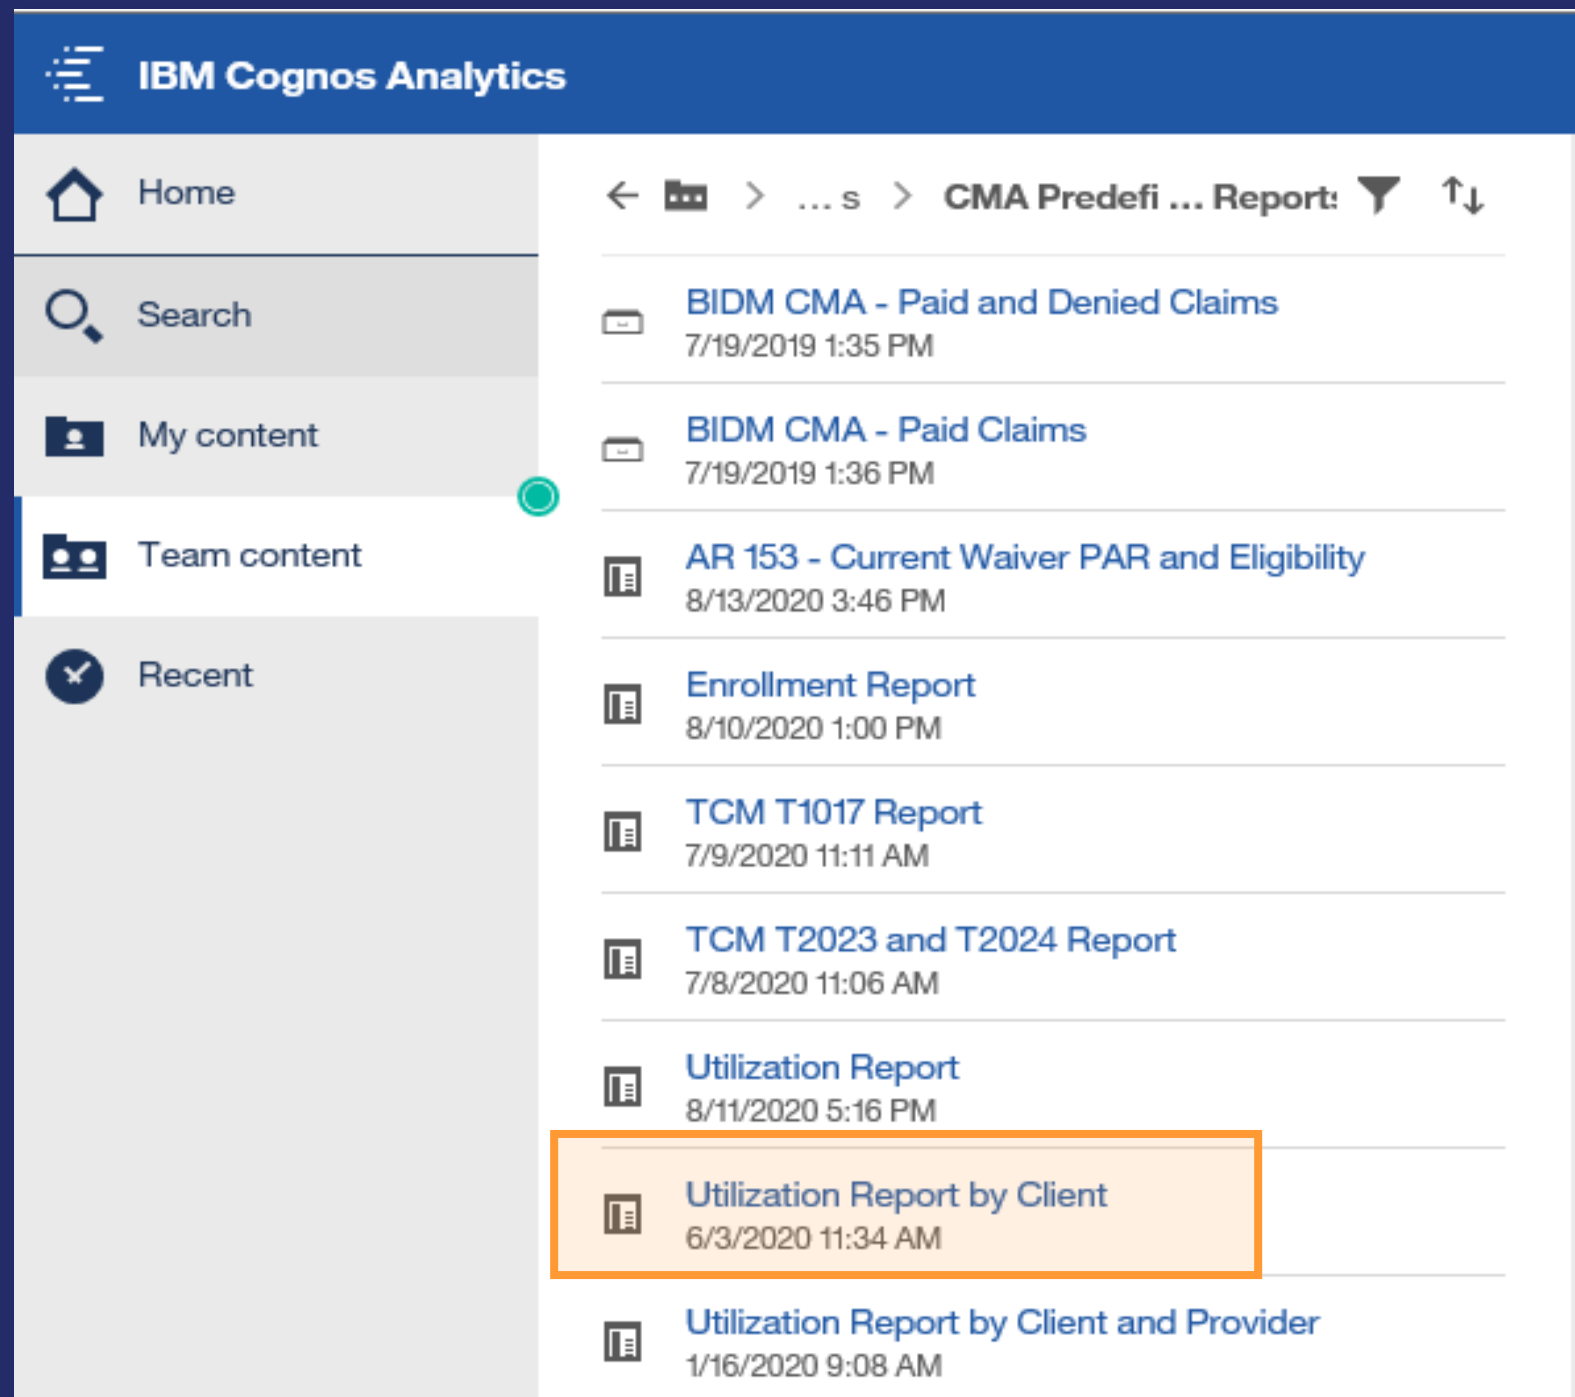 IBM Cognos Analytics
Home
Search
My content
Team content
Recent
... s > CMA Predefi ... Reports
BIDM CMA - Paid and Denied Claims
7/19/2019 1:35 PM
BIDM CMA - Paid Claims
7/19/2019 1:36 PM
AR 153 - Current Waiver PAR and Eligibility
8/13/2020 3:46 PM
Enrollment Report
8/10/2020 1:00 PM
TCM T1017 Report
7/9/2020 11:11 AM
TCM T2023 and T2024 Report
7/8/2020 11:06 AM
Utilization Report
8/11/2020 5:16 PM
Utilization Report by Client
6/3/2020 11:34 AM
Utilization Report by Client and Provider
1/16/2020 9:08 AM